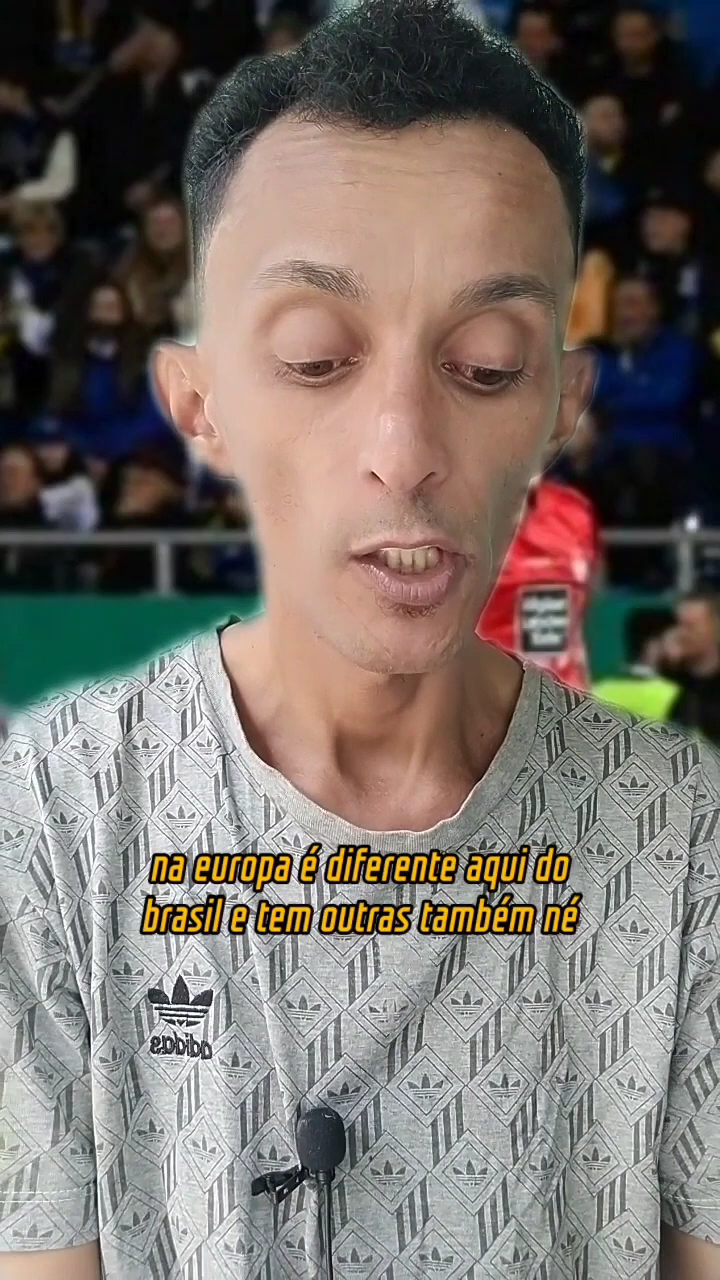 na europa é diferente aqui do
brasil e tem outras também né
adidas